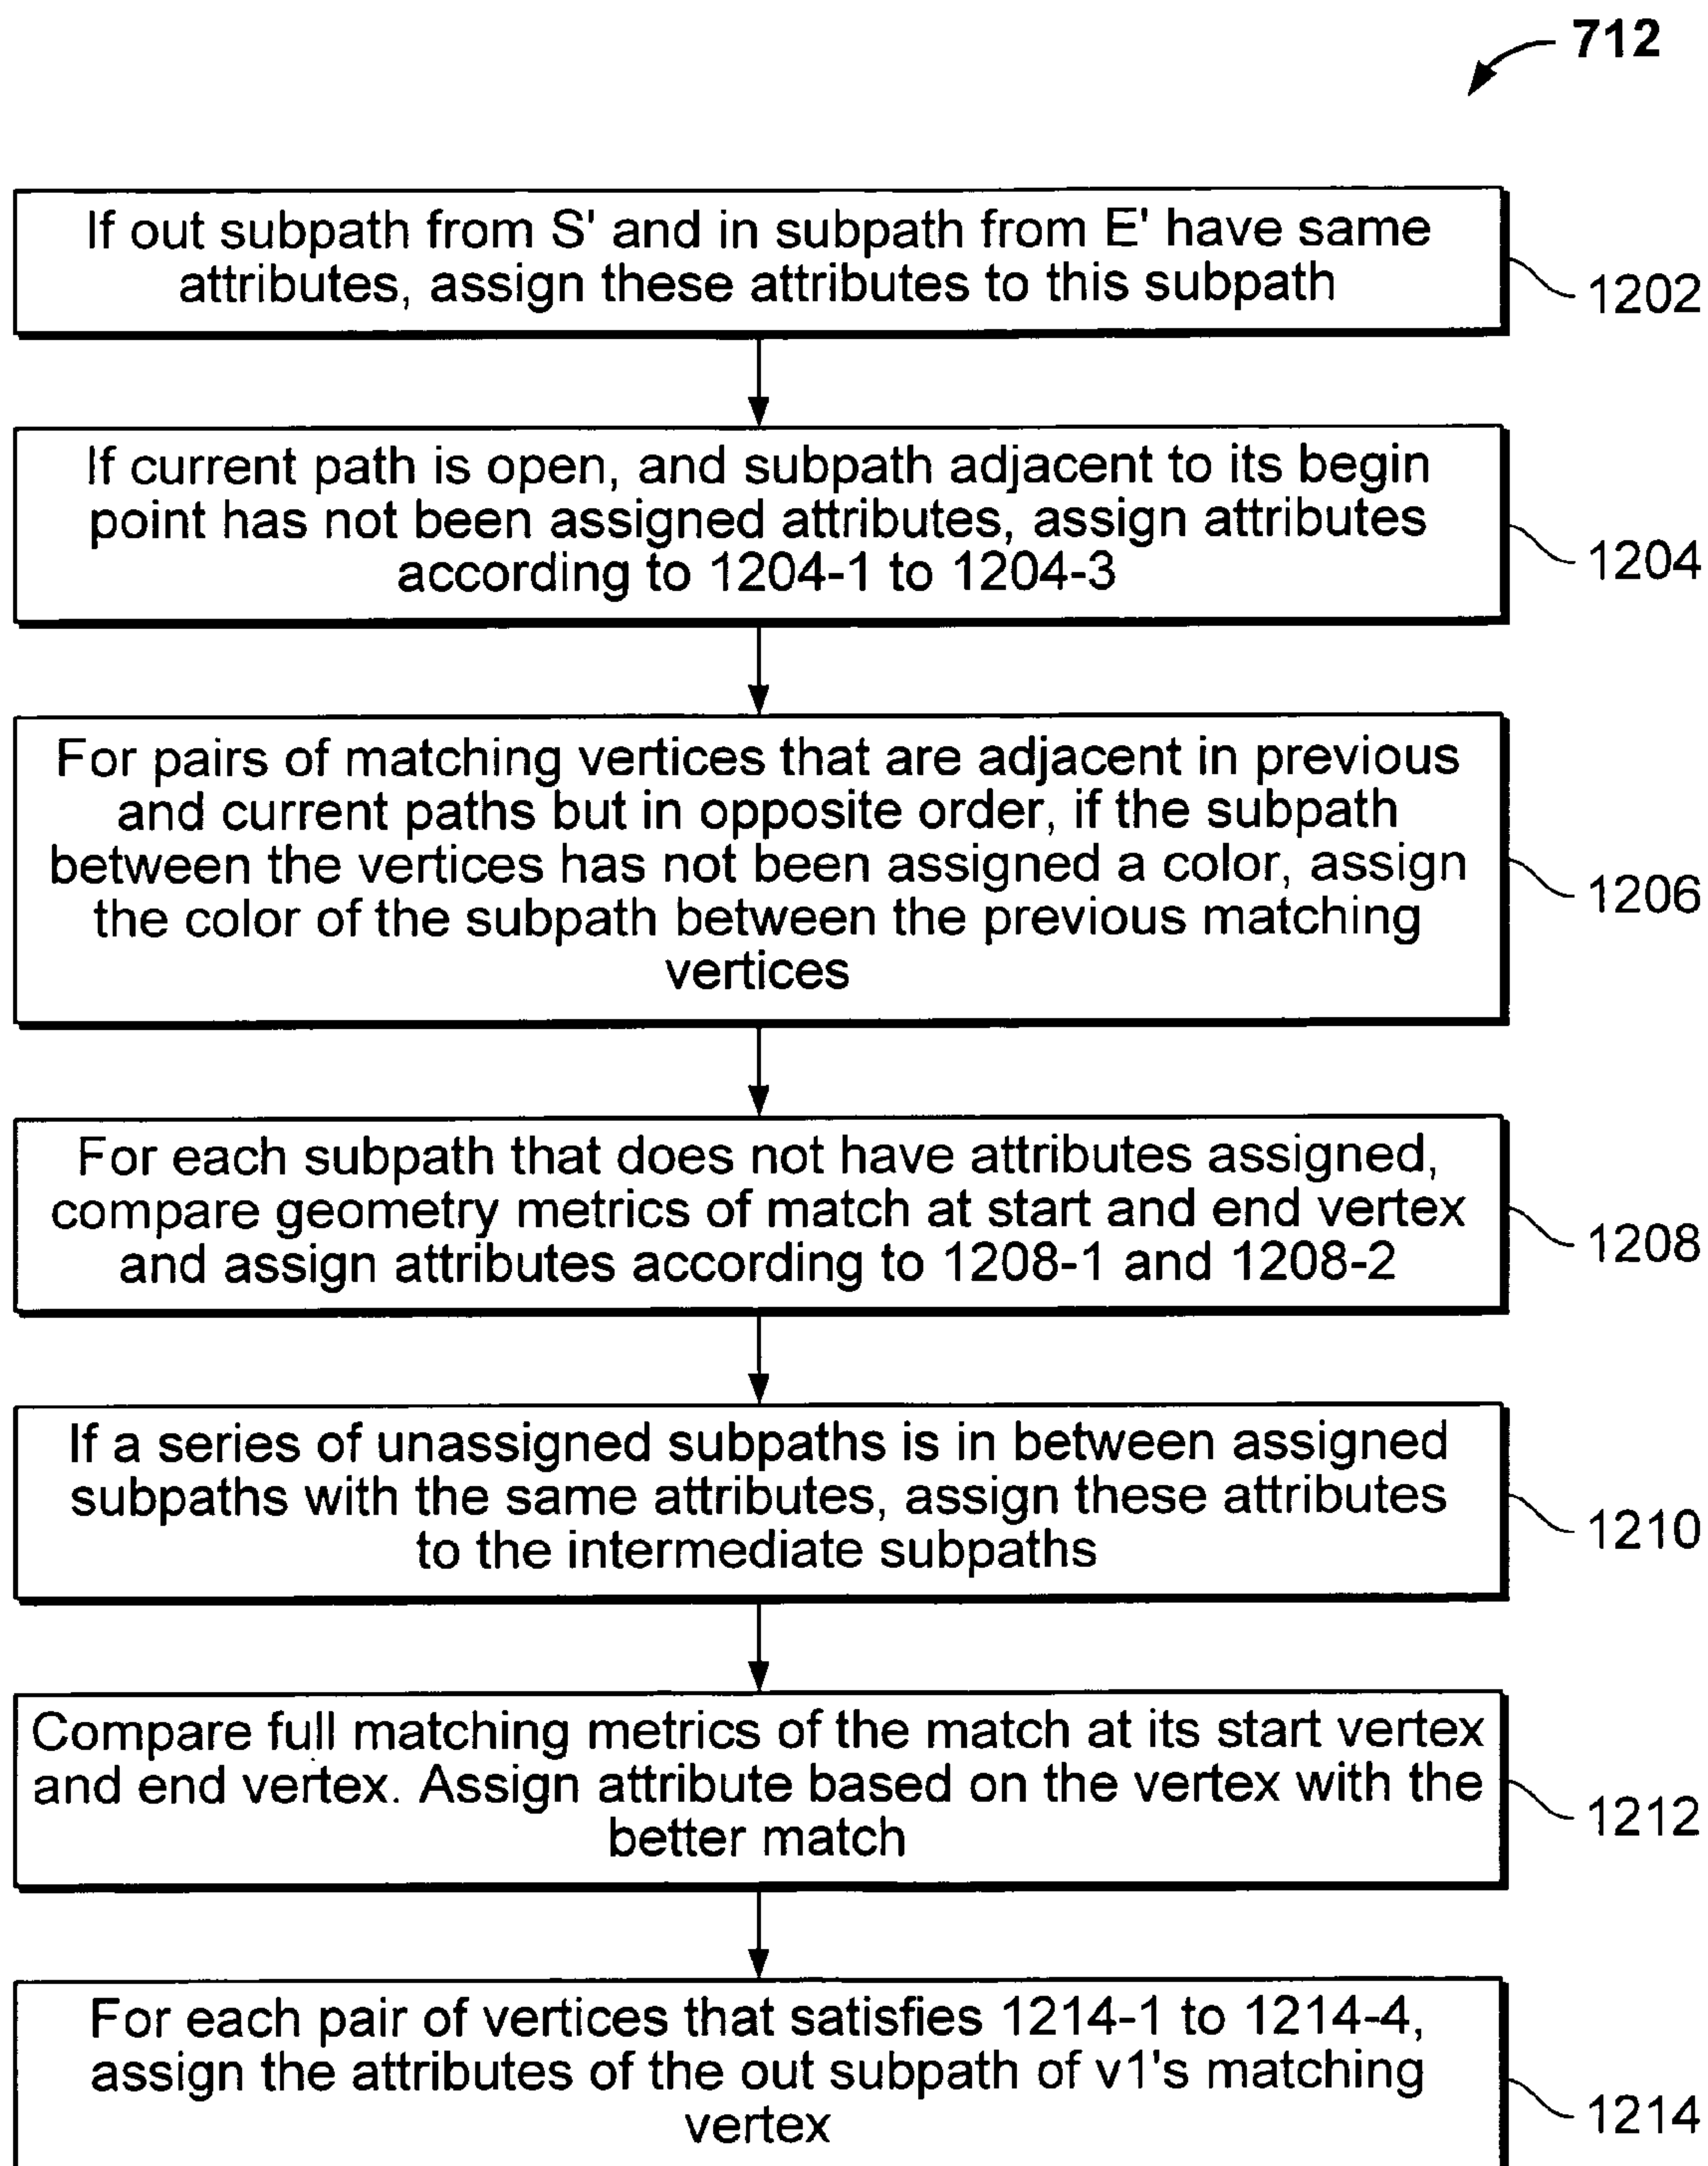 712
If out subpath from S' and in subpath from E' have same
attributes, assign these attributes to this subpath
1202
If current path is open, and subpath adjacent to its begin
point has not been assigned attributes, assign attributes
according to 1204-1 to 1204-3
1204
For pairs of matching vertices that are adjacent in previous
and current paths but in opposite order, if the subpath
between the vertices has not been assigned a color, assign
the color of the subpath between the previous matching
vertices
1206
For each subpath that does not have attributes assigned,
compare geometry metrics of match at start and end vertex
and assign attributes according to 1208-1 and 1208-2
1208
If a series of unassigned subpaths is in between assigned
subpaths with the same attributes, assign these attributes
to the intermediate subpaths
1210
Compare full matching metrics of the match at its start vertex
and end vertex. Assign attribute based on the vertex with the
better match
1212
For each pair of vertices that satisfies 1214-1 to 1214-4,
assign the attributes of the out subpath of v1's matching
vertex
1214